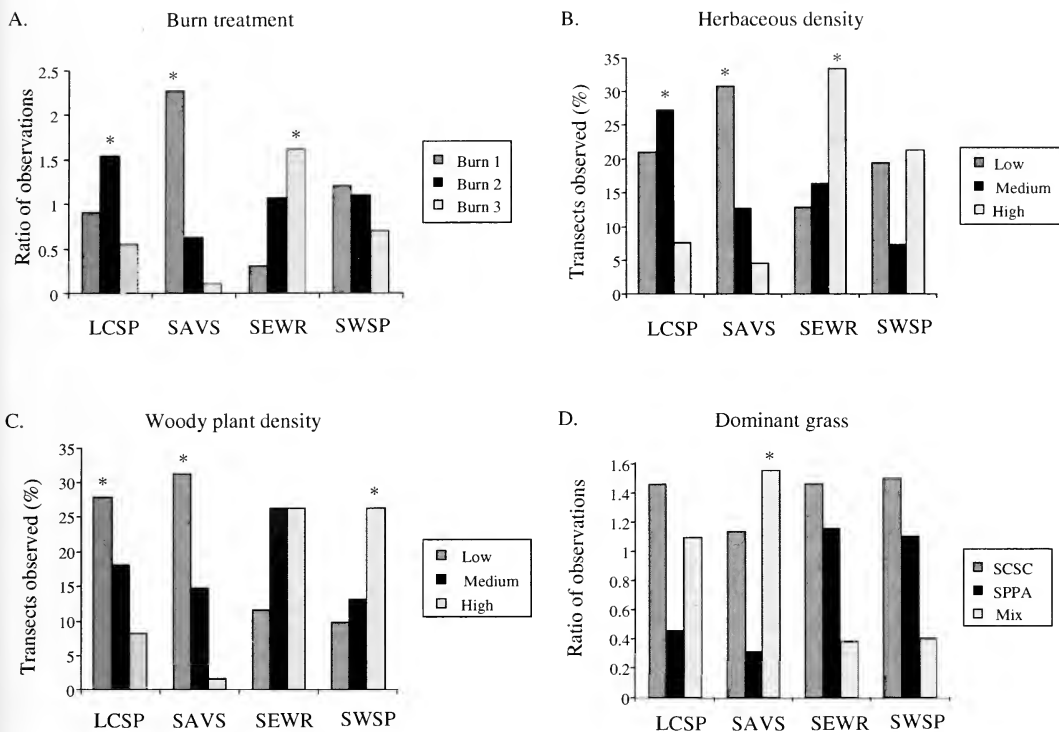 A. Burn treatment
Ratio of observations
2.5
2
1.5
1
0.5
0
* * *
LCSP SAVS SEWR SWSP
Burn 1
Burn 2
Burn 3
B. Herbaceous density
Transects observed (%)
35
30
25
20
15
10
5
0
* * *
LCSP SAVS SEWR SWSP
Low
Medium
High
C. Woody plant density
Transects observed (%)
35
30
25
20
15
10
5
0
* * *
LCSP SAVS SEWR SWSP
Low
Medium
High
D. Dominant grass
Ratio of observations
1.6
1.4
1.2
1
0.8
0.6
0.4
0.2
0
*
LCSP SAVS SEWR SWSP
SCSC
SPPA
Mix